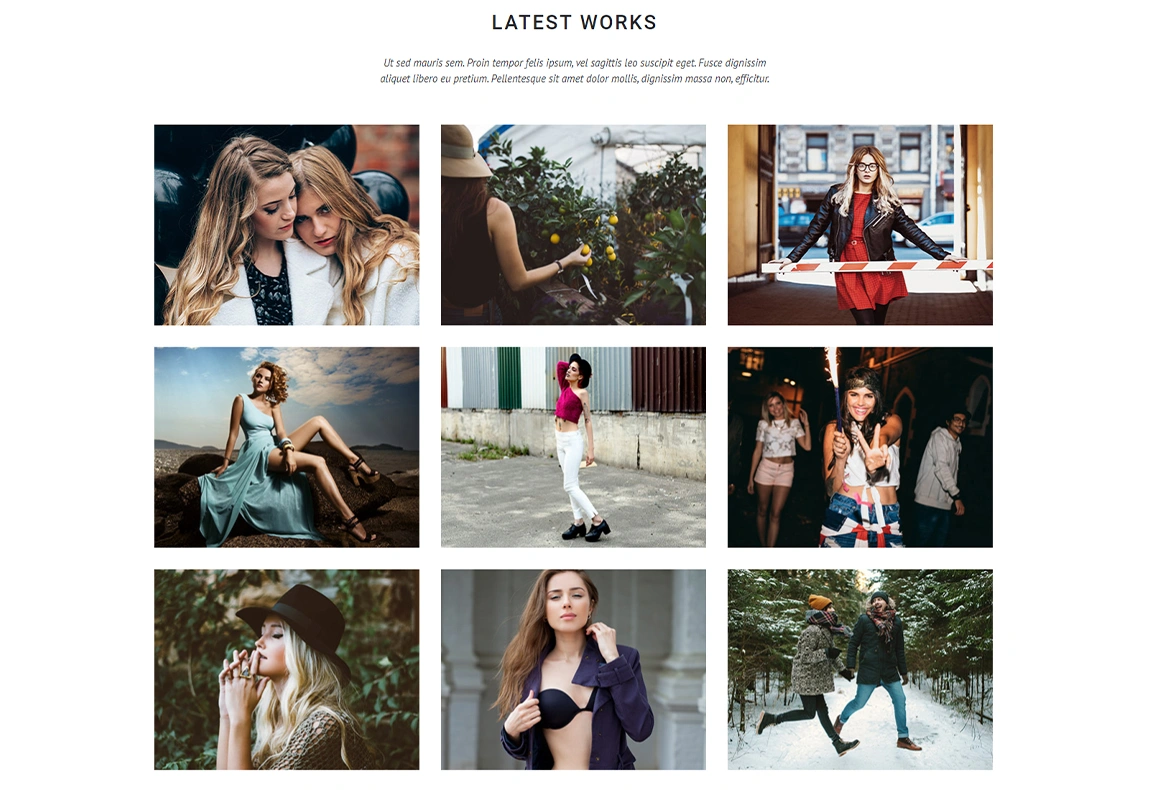 LATEST WORKS
Ut sed mauris sem. Proin tempor felis ipsum, vel sagittis leo suscipit eget. Fusce dignissim
aliquet libero eu pretium. Pellentesque sit amet dolor mollis, dignissim massa non, efficitur.